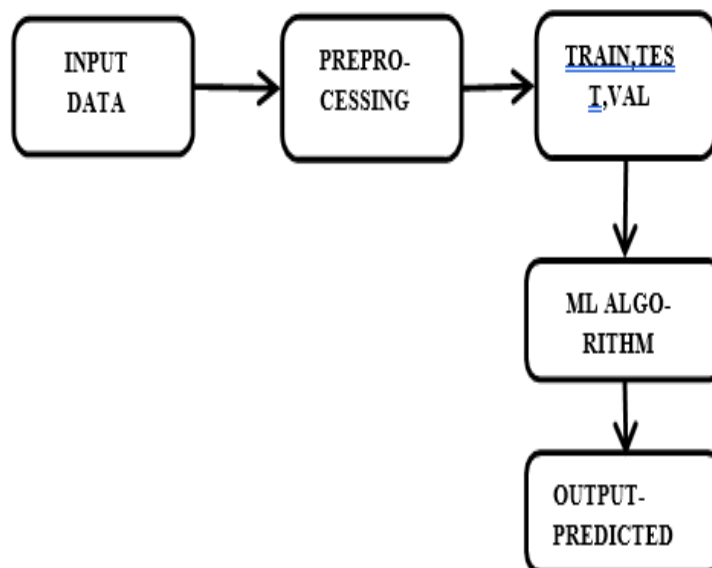 INPUT
DATA
PREPRO-
CESSING
TRAIN,TES
T,VAL
ML ALGO-
RITHM
OUTPUT-
PREDICTED